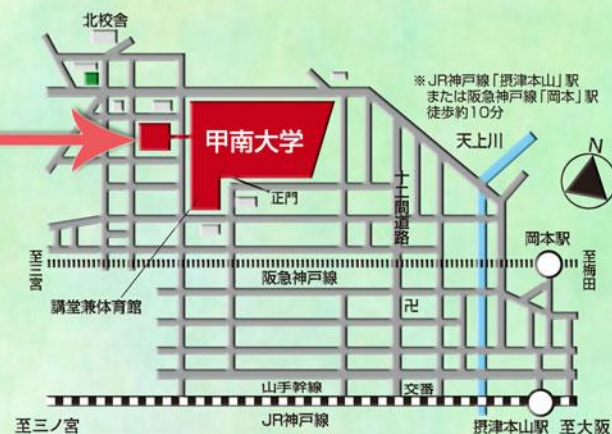 北校舎
※JR神戸線「摂津本山」駅
または阪急神戸線「岡本」駅
徒歩約10分
甲南大学
天上川
N
正門
十二間道路
岡本駅
至三宮
至梅田
阪急神戸線
講堂兼体育館
卍
山手幹線
交番
至三ノ宮
JR神戸線
摂津本山駅
至大阪